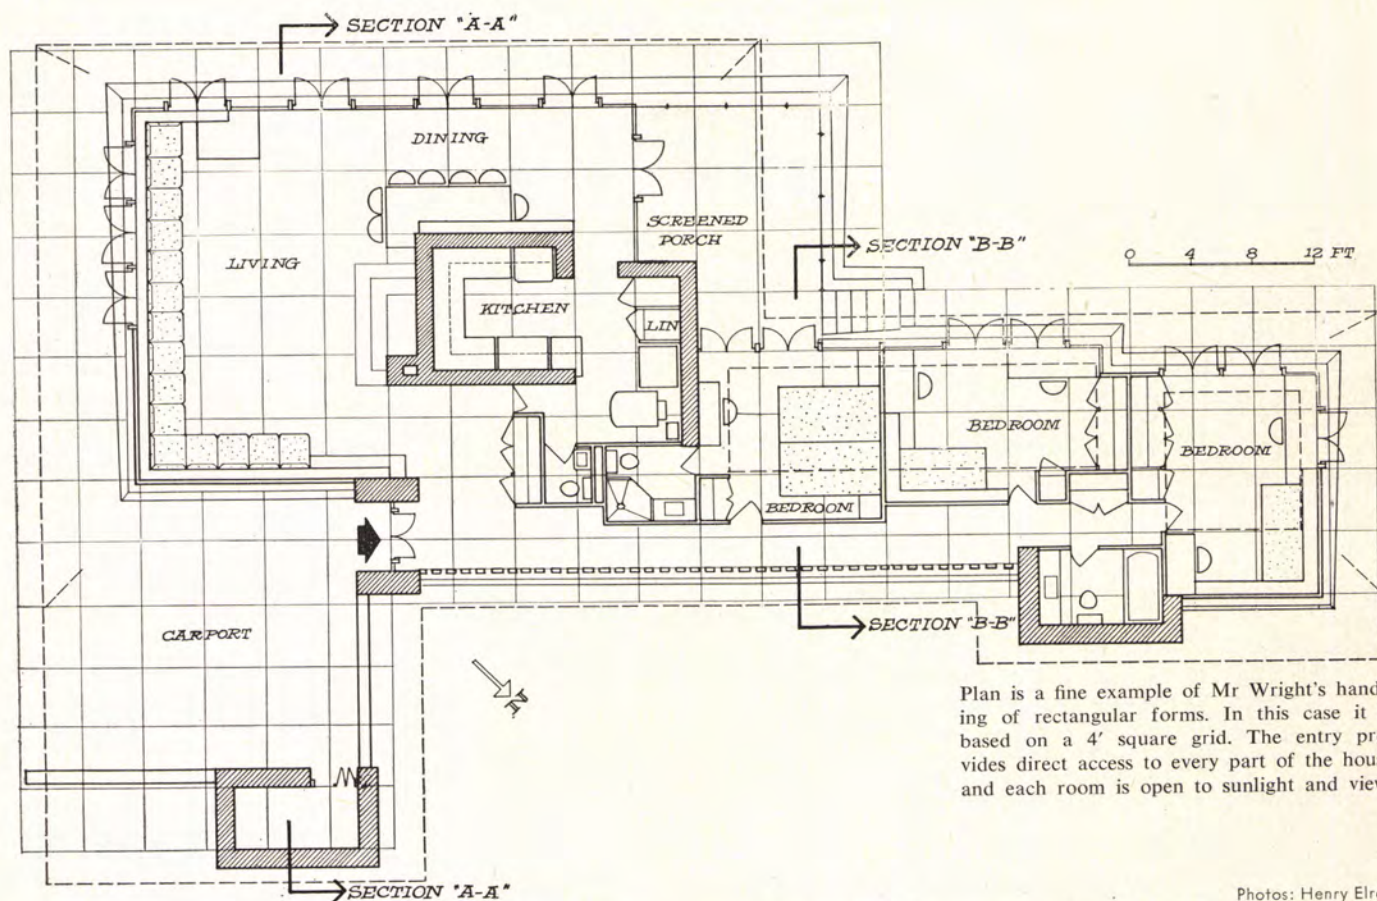 SECTION "A-A"
DINING
SCREENED
PORCH
SECTION "B-B"
0 4 8 12 FT
LIVING
KITCHEN
LIN
BEDROOM
BEDROOM
BEDROOM
CARPORT
SECTION "B-B"
N
Plan is a fine example of Mr Wright's hand
ing of rectangular forms. In this case it
based on a 4' square grid. The entry pr
vides direct access to every part of the hou
and each room is open to sunlight and view
SECTION "A-A"
Photos: Henry Elr